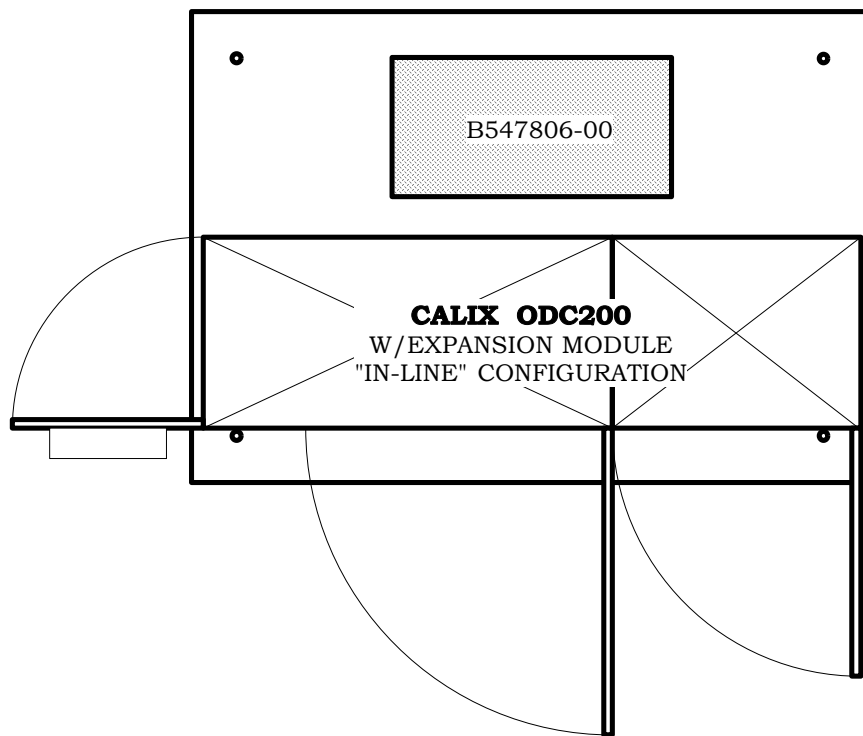 B547806-00
CALIX ODC200
W/EXPANSION MODULE
"IN-LINE" CONFIGURATION